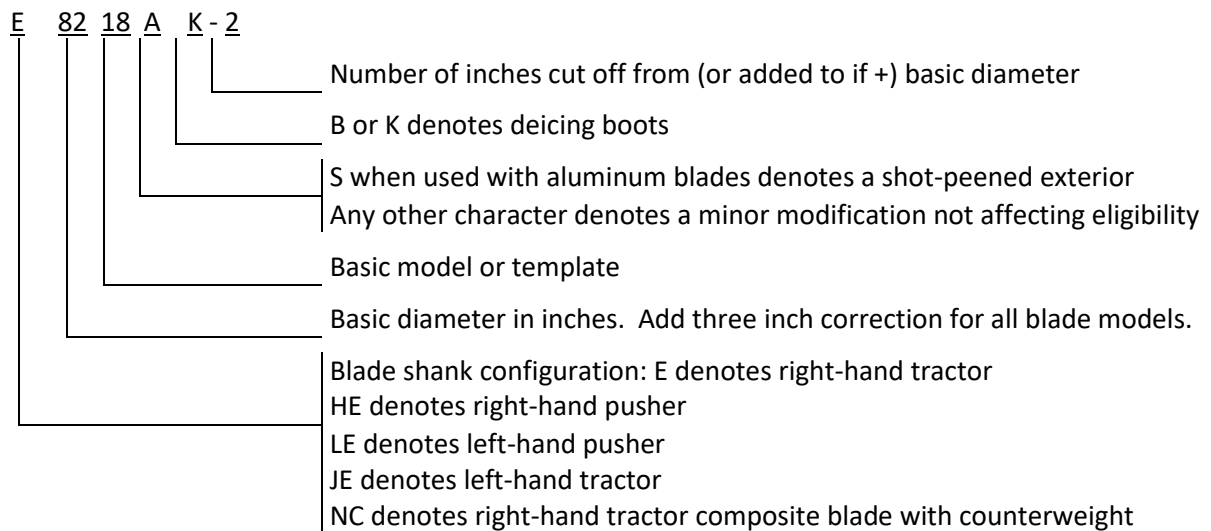 E 82 18 A K - 2
Number of inches cut off from (or added to if +) basic diameter
B or K denotes deicing boots
S when used with aluminum blades denotes a shot-peened exterior
Any other character denotes a minor modification not affecting eligibility
Basic model or template
Basic diameter in inches. Add three inch correction for all blade models.
Blade shank configuration: E denotes right-hand tractor
HE denotes right-hand pusher
LE denotes left-hand pusher
JE denotes left-hand tractor
NC denotes right-hand tractor composite blade with counterweight